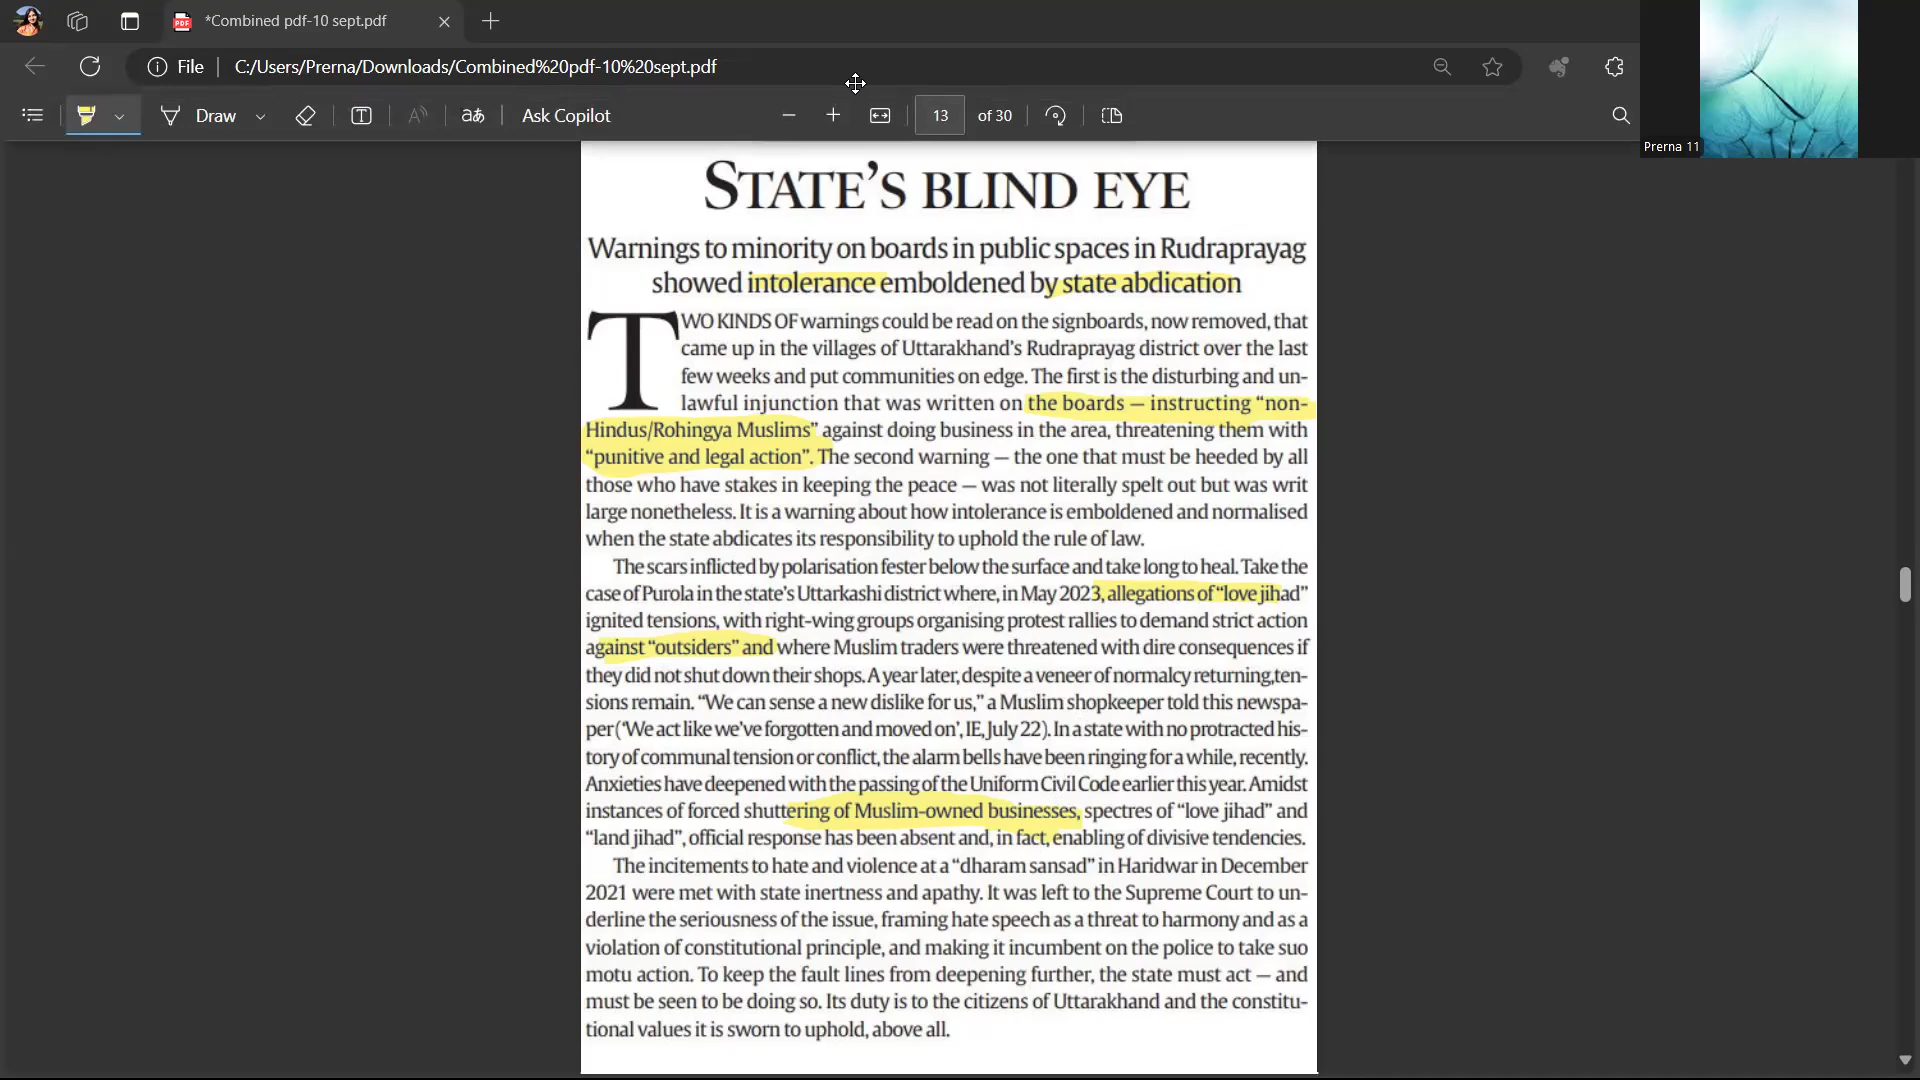 *Combined pdf-10 sept.pdf
File
C:/Users/Prerna/Downloads/Combined%20pdf-10%20sept.pdf
Draw
aあ
Ask Copilot
13 of 30
Prerna 11
STATE'S BLIND EYE
Warnings to minority on boards in public spaces in Rudraprayag
showed intolerance emboldened by state abdication
TWO KINDS OF warnings could be read on the signboards, now removed, that
came up in the villages of Uttarakhand's Rudraprayag district over the last
few weeks and put communities on edge. The first is the disturbing and un-
lawful injunction that was written on the boards — instructing "non-
Hindus/Rohingya Muslims" against doing business in the area, threatening them with
"punitive and legal action". The second warning — the one that must be heeded by all
those who have stakes in keeping the peace — was not literally spelt out but was writ
large nonetheless. It is a warning about how intolerance is emboldened and normalised
when the state abdicates its responsibility to uphold the rule of law.
The scars inflicted by polarisation fester below the surface and take long to heal. Take the
case of Purola in the state's Uttarkashi district where, in May 2023, allegations of "love jihad"
ignited tensions, with right-wing groups organising protest rallies to demand strict action
against "outsiders" and where Muslim traders were threatened with dire consequences if
they did not shut down their shops. A year later, despite a veneer of normalcy returning,ten-
sions remain. "We can sense a new dislike for us," a Muslim shopkeeper told this newspa-
per ('We act like we've forgotten and moved on', IE, July 22). In a state with no protracted his-
tory of communal tension or conflict, the alarm bells have been ringing for a while, recently.
Anxieties have deepened with the passing of the Uniform Civil Code earlier this year. Amidst
instances of forced shuttering of Muslim-owned businesses, spectres of "love jihad" and
"land jihad", official response has been absent and, in fact, enabling of divisive tendencies.
The incitements to hate and violence at a "dharam sansad" in Haridwar in December
2021 were met with state inertness and apathy. It was left to the Supreme Court to un-
derline the seriousness of the issue, framing hate speech as a threat to harmony and as a
violation of constitutional principle, and making it incumbent on the police to take suo
motu action. To keep the fault lines from deepening further, the state must act — and
must be seen to be doing so. Its duty is to the citizens of Uttarakhand and the constitu-
tional values it is sworn to uphold, above all.